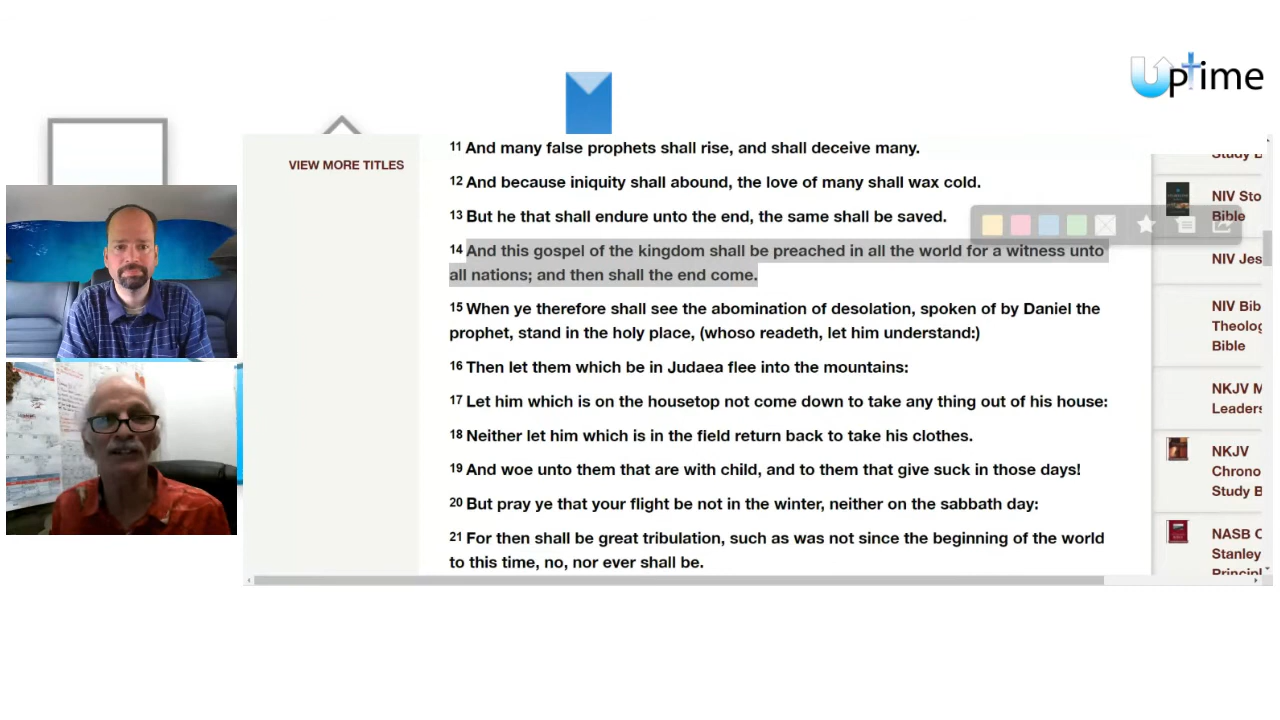 Uptime
VIEW MORE TITLES
11 And many false prophets shall rise, and shall deceive many.
12 And because iniquity shall abound, the love of many shall wax cold.
13 But he that shall endure unto the end, the same shall be saved.
14 And this gospel of the kingdom shall be preached in all the world for a witness unto
all nations; and then shall the end come.
15 When ye therefore shall see the abomination of desolation, spoken of by Daniel the
prophet, stand in the holy place, (whoso readeth, let him understand:)
16 Then let them which be in Judaea flee into the mountains:
17 Let him which is on the housetop not come down to take any thing out of his house:
18 Neither let him which is in the field return back to take his clothes.
19 And woe unto them that are with child, and to them that give suck in those days!
20 But pray ye that your flight be not in the winter, neither on the sabbath day:
21 For then shall be great tribulation, such as was not since the beginning of the world
to this time, no, nor ever shall be.
Study B
NIV Sto
Bible
NIV Jes
NIV Bib
Theolog
Bible
NKJV M
Leaders
NKJV
Chrono
Study B
NASB C
Stanley
Principl